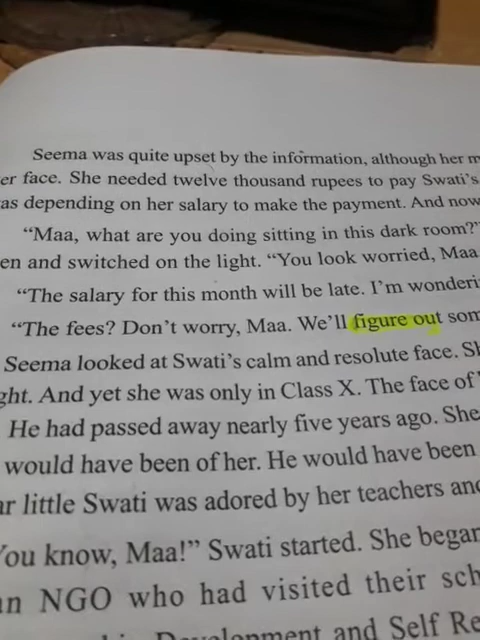 Seema was quite upset by the information, although her m
er face. She needed twelve thousand rupees to pay Swati's
as depending on her salary to make the payment. And now
"Maa, what are you doing sitting in this dark room?"
en and switched on the light. "You look worried, Maa
"The salary for this month will be late. I'm wonderi
"The fees? Don't worry, Maa. We'll figure out som
Seema looked at Swati's calm and resolute face. Sh
ght. And yet she was only in Class X. The face of
He had passed away nearly five years ago. She
would have been of her. He would have been
ar little Swati was adored by her teachers and
You know, Maa!" Swati started. She began
an NGO who had visited their sch
Development and Self Re